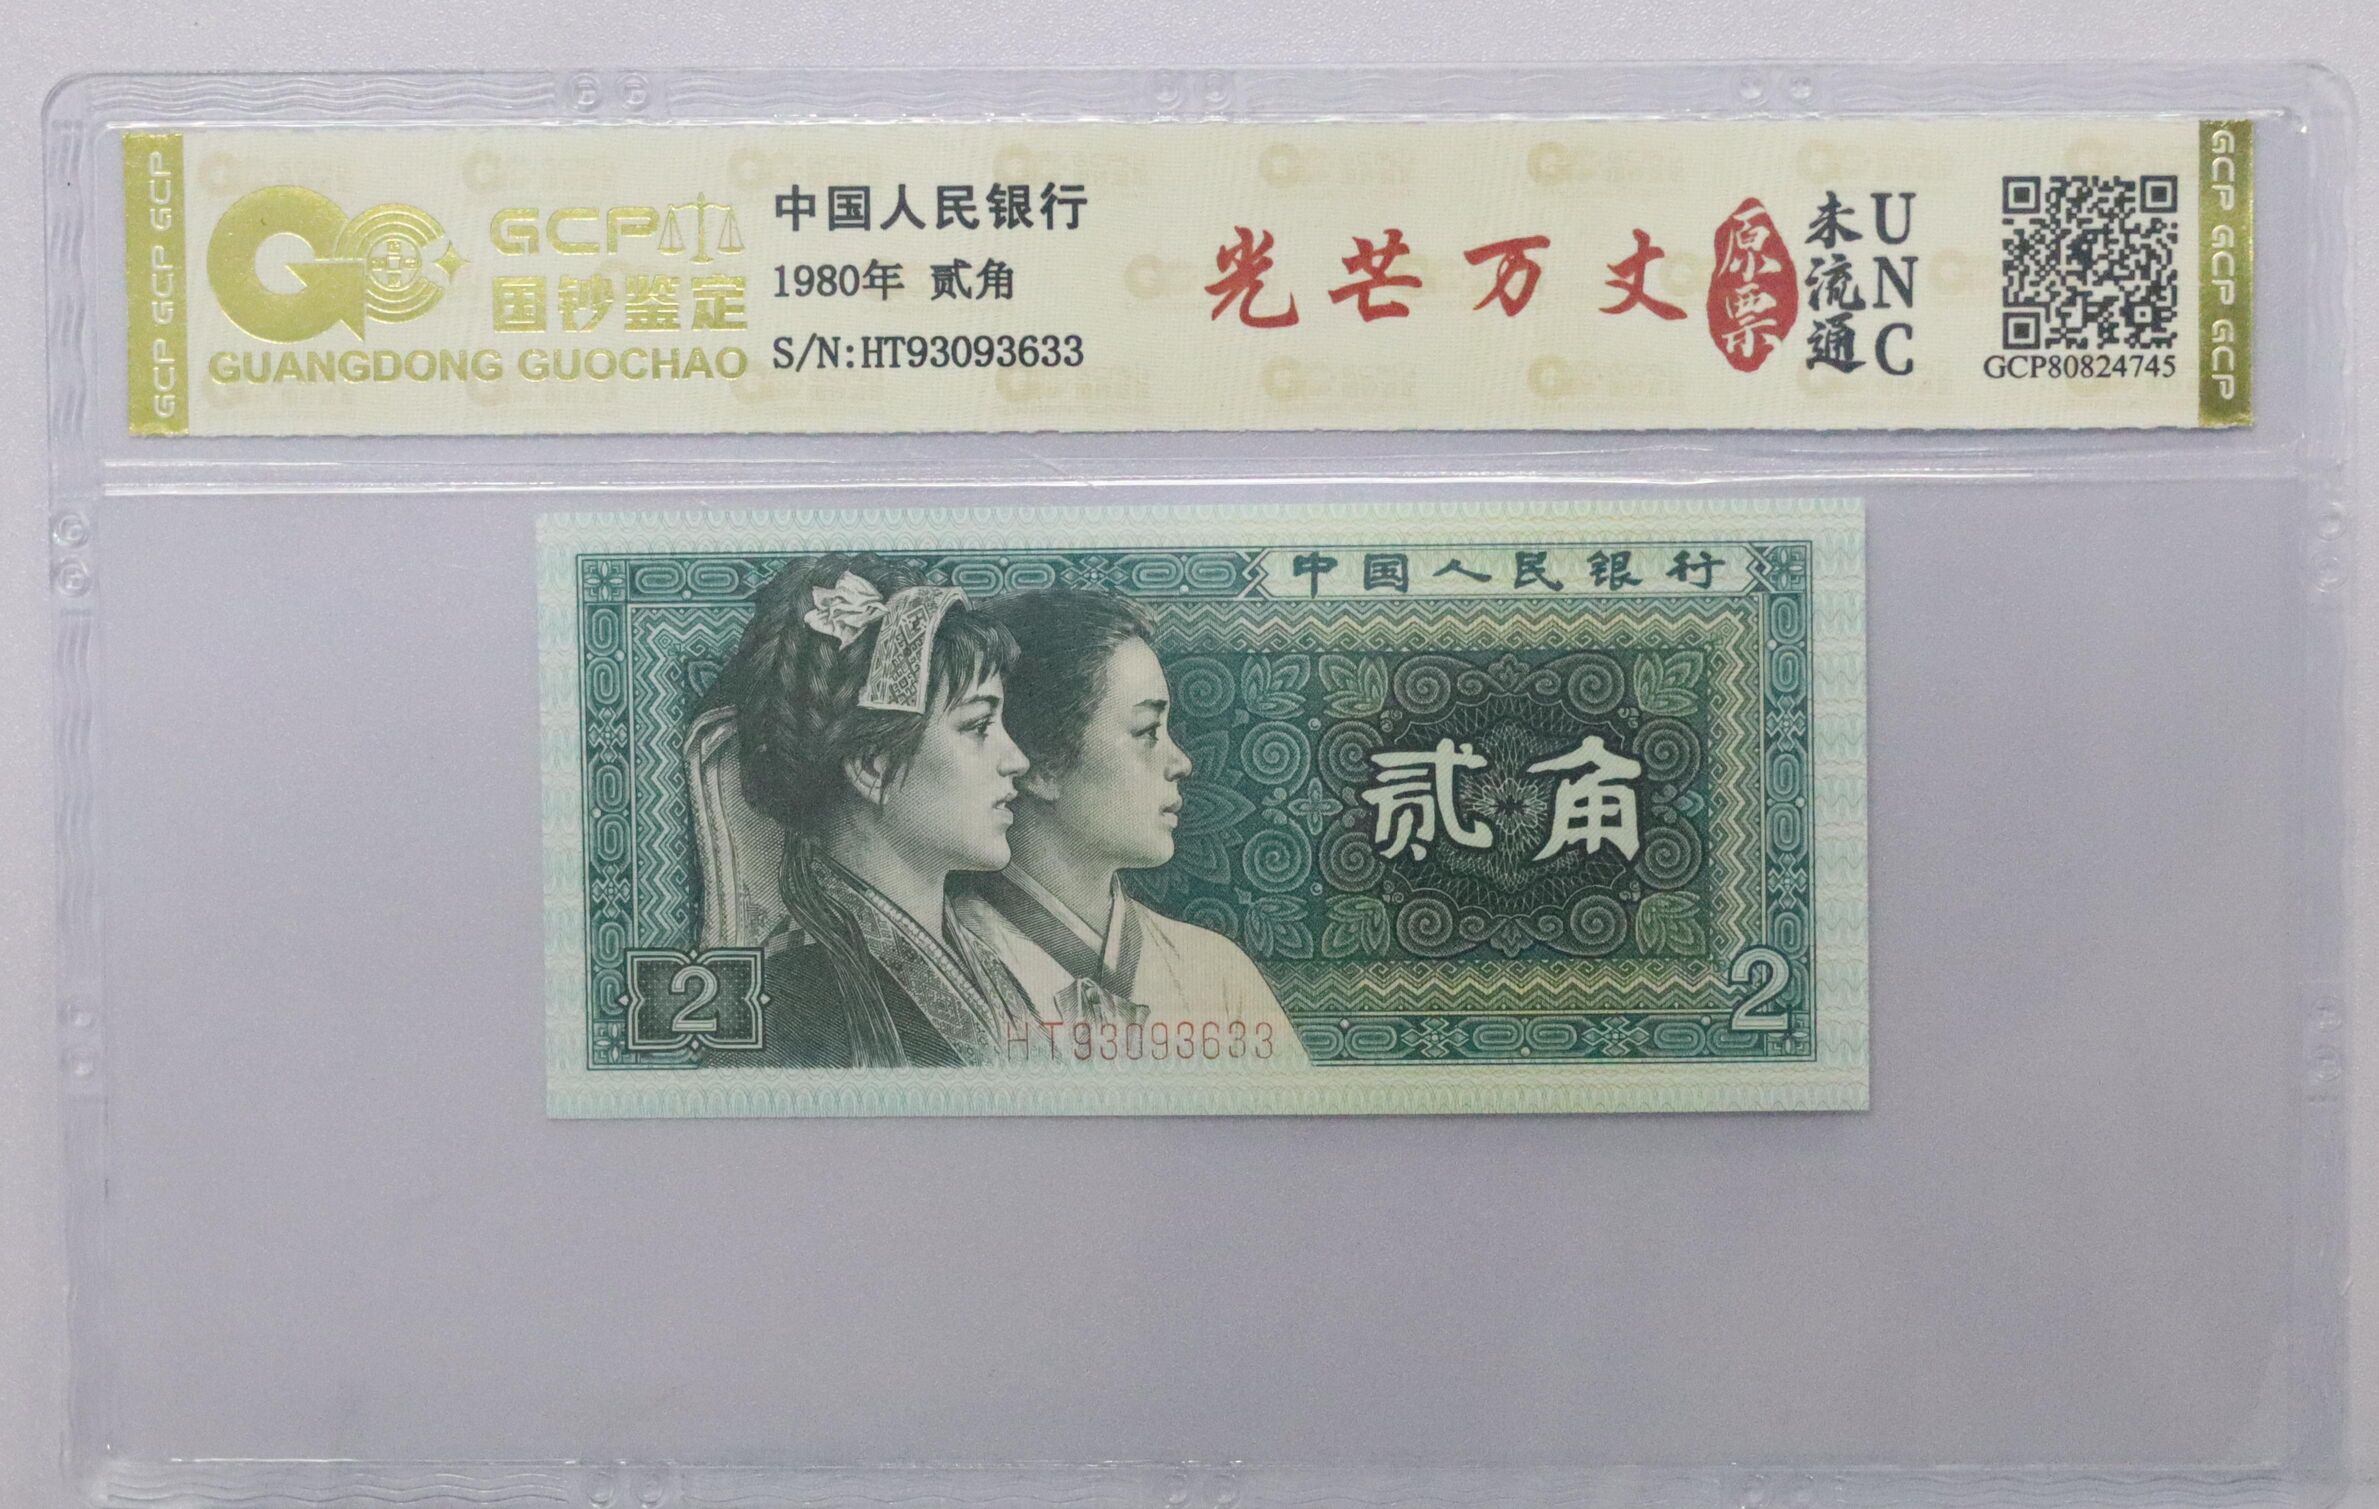 GCP GCP GCP GCP
GCP
国钞鉴定
GUANGDONG GUOCHAO
中国人民银行
1980年 贰角
S/N:HT93093633
光芒万丈
原票
未流通
UNC
GCP80824745
GCP GCP GCP GCP
中国人民银行
贰角
2
2
HT93093633